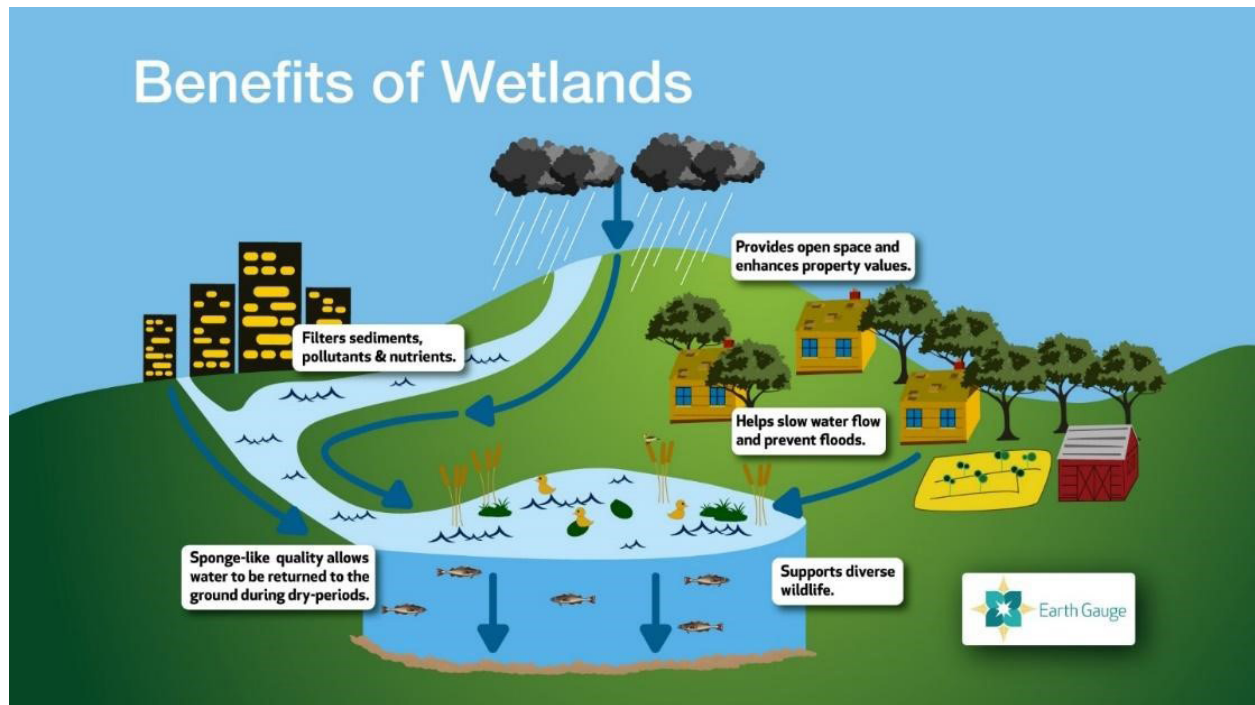 Benefits of Wetlands
Provides open space and
enhances property values.
Filters sediments,
pollutants & nutrients.
Helps slow water flow
and prevent floods.
Sponge-like quality allows
water to be returned to the
ground during dry-periods.
Supports diverse
wildlife.
Earth Gauge